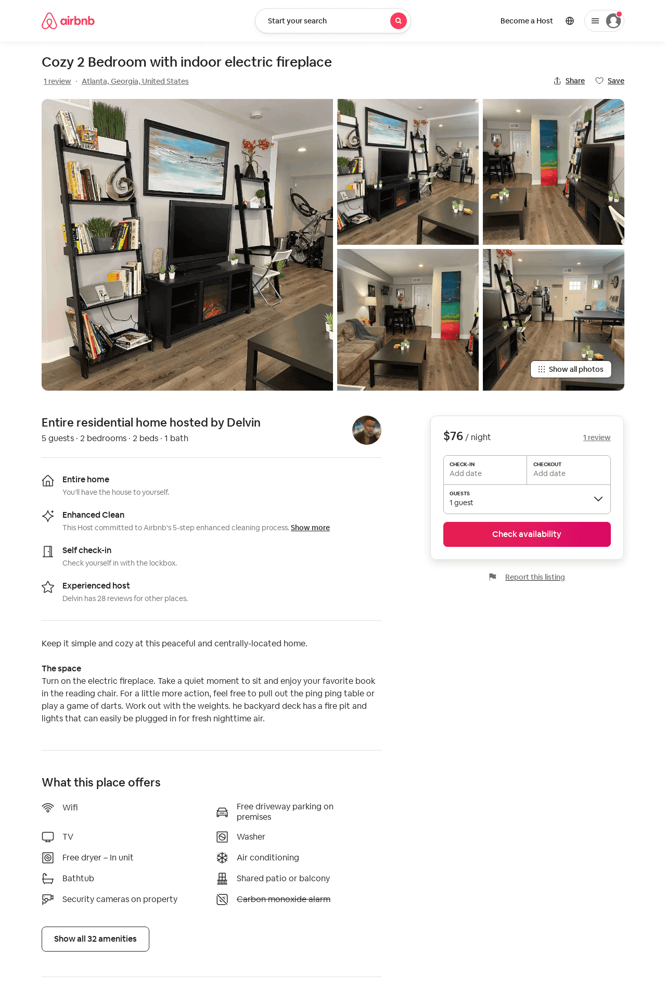 airbnb
Start your search
Become a Host
Cozy 2 Bedroom with indoor electric fireplace
1 review · Atlanta, Georgia, United States
Share
Save
LET'S GO
EUROPE
Show all photos
Entire residential home hosted by Delvin
5 guests · 2 bedrooms · 2 beds · 1 bath
Entire home
You'll have the house to yourself.
Enhanced Clean
This Host committed to Airbnb's 5-step enhanced cleaning process. Show more
Self check-in
Check yourself in with the lockbox.
Experienced host
Delvin has 28 reviews for other places.
$76 / night
1 review
CHECK-IN
Add date
CHECKOUT
Add date
GUESTS
1 guest
Check availability
Report this listing
Keep it simple and cozy at this peaceful and centrally-located home.
The space
Turn on the electric fireplace. Take a quiet moment to sit and enjoy your favorite book
in the reading chair. For a little more action, feel free to pull out the ping ping table or
play a game of darts. Work out with the weights. he backyard deck has a fire pit and
lights that can easily be plugged in for fresh nighttime air.
What this place offers
Wifi
Free driveway parking on
premises
TV
Washer
Free dryer – In unit
Air conditioning
Bathtub
Shared patio or balcony
Security cameras on property
Carbon monoxide alarm
Show all 32 amenities